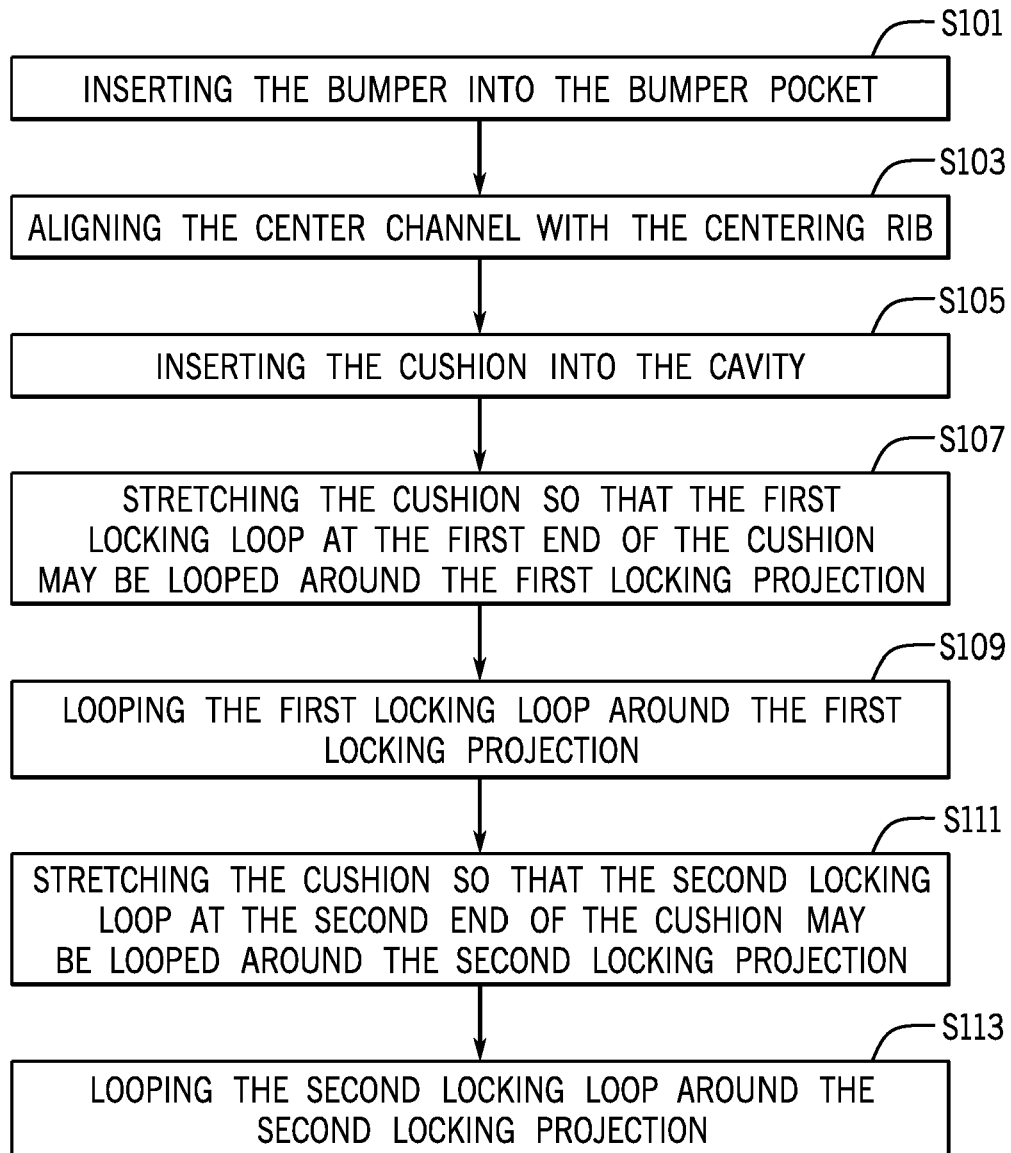 S101
INSERTING THE BUMPER INTO THE BUMPER POCKET
S103
ALIGNING THE CENTER CHANNEL WITH THE CENTERING RIB
S105
INSERTING THE CUSHION INTO THE CAVITY
S107
STRETCHING THE CUSHION SO THAT THE FIRST
LOCKING LOOP AT THE FIRST END OF THE CUSHION
MAY BE LOOPED AROUND THE FIRST LOCKING PROJECTION
S109
LOOPING THE FIRST LOCKING LOOP AROUND THE FIRST
LOCKING PROJECTION
S111
STRETCHING THE CUSHION SO THAT THE SECOND LOCKING
LOOP AT THE SECOND END OF THE CUSHION MAY
BE LOOPED AROUND THE SECOND LOCKING PROJECTION
S113
LOOPING THE SECOND LOCKING LOOP AROUND THE
SECOND LOCKING PROJECTION